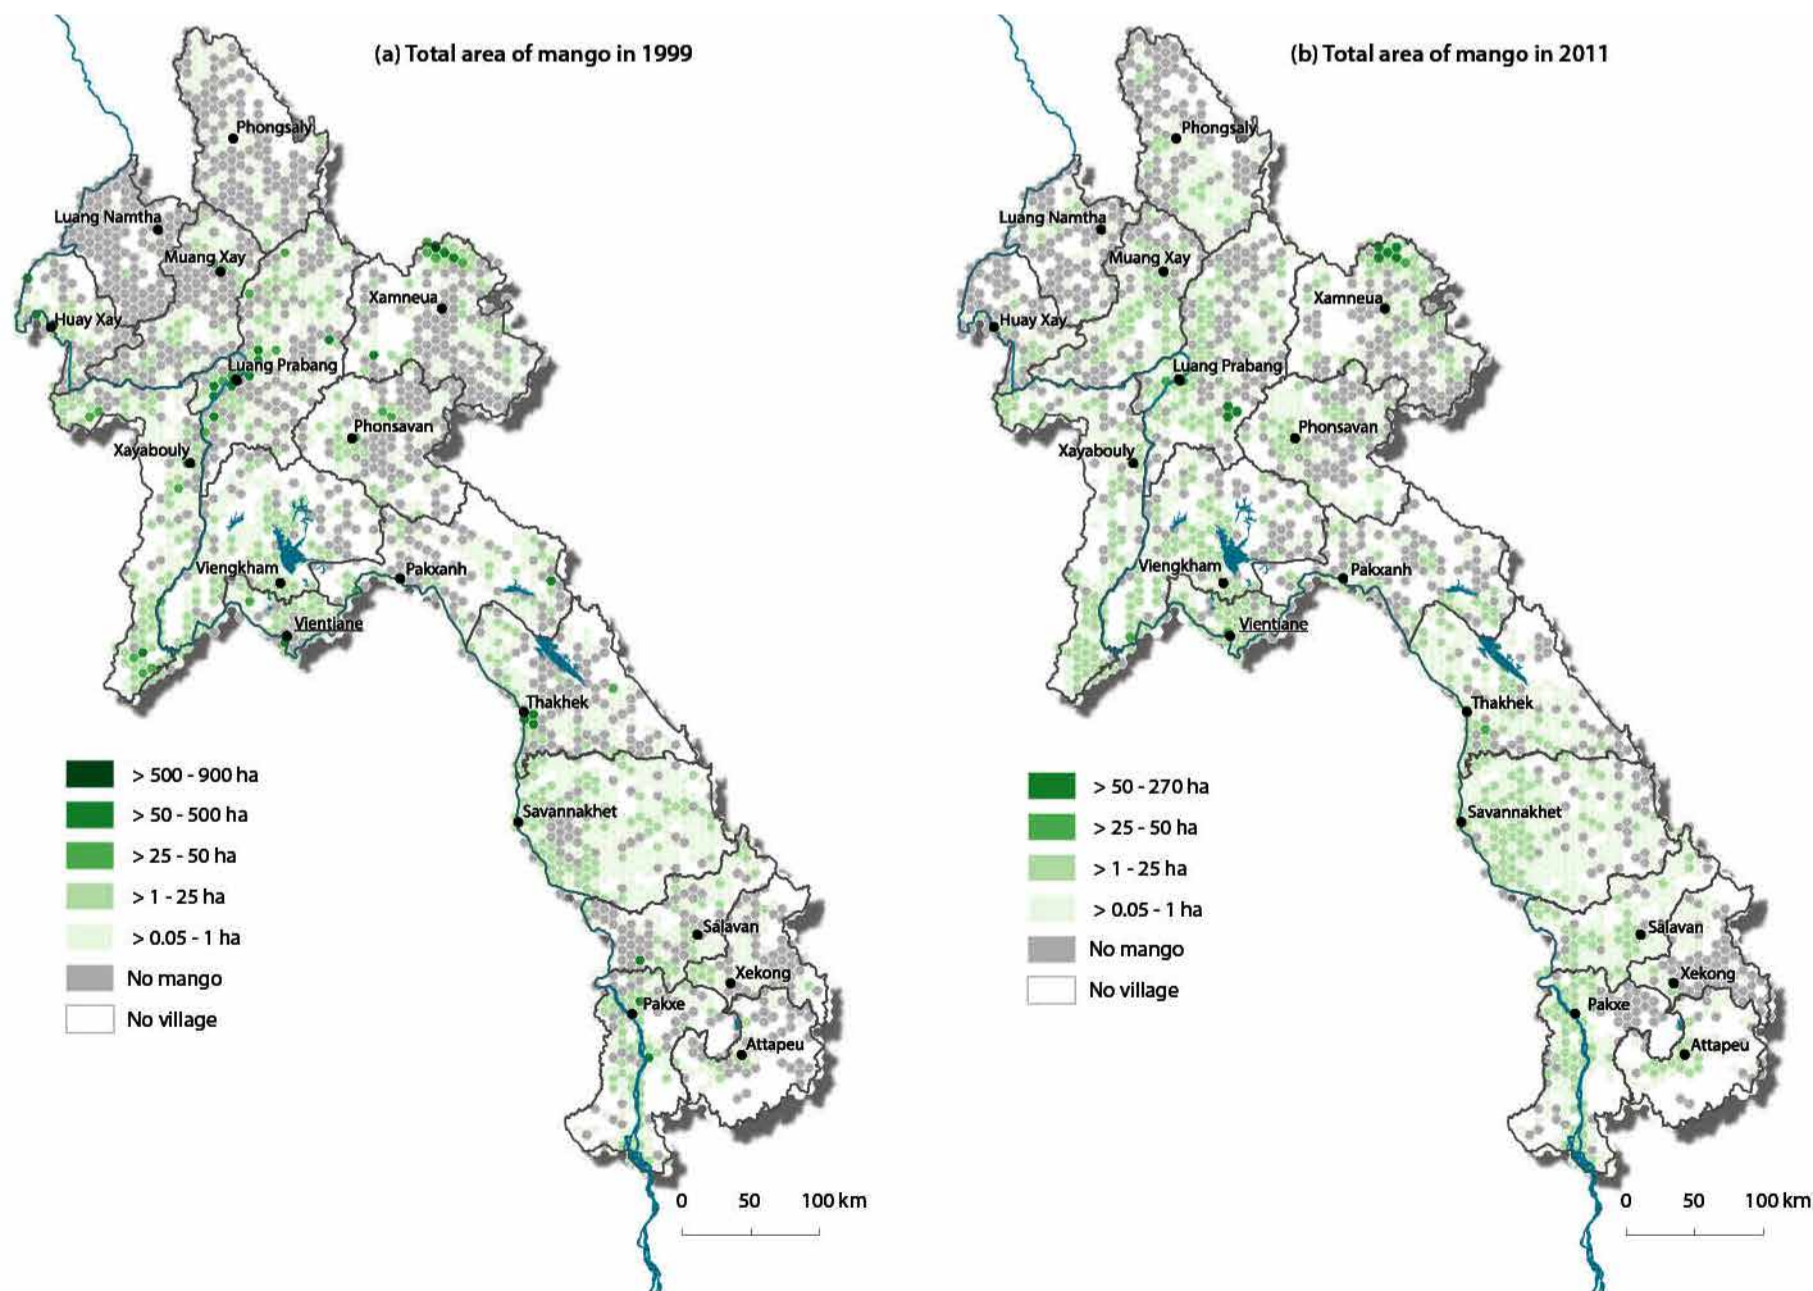 (a) Total area of mango in 1999
Phongsaly
Luang Namtha
Muang Xay
Xamneua
Huay Xay
Luang Prabang
Phonsavan
Xayabouly
Viengkham
Pakxanh
Vientiane
Thakhek
Savannakhet
Salavan
Xekong
Pakxe
Attapeu
> 500 - 900 ha
> 50 - 500 ha
> 25 - 50 ha
> 1 - 25 ha
> 0.05 - 1 ha
No mango
No village
0 50 100 km
(b) Total area of mango in 2011
Phongsaly
Luang Namtha
Muang Xay
Xamneua
Huay Xay
Luang Prabang
Phonsavan
Xayabouly
Viengkham
Pakxanh
Vientiane
Thakhek
Savannakhet
Salavan
Xekong
Pakxe
Attapeu
> 50 - 270 ha
> 25 - 50 ha
> 1 - 25 ha
> 0.05 - 1 ha
No mango
No village
0 50 100 km